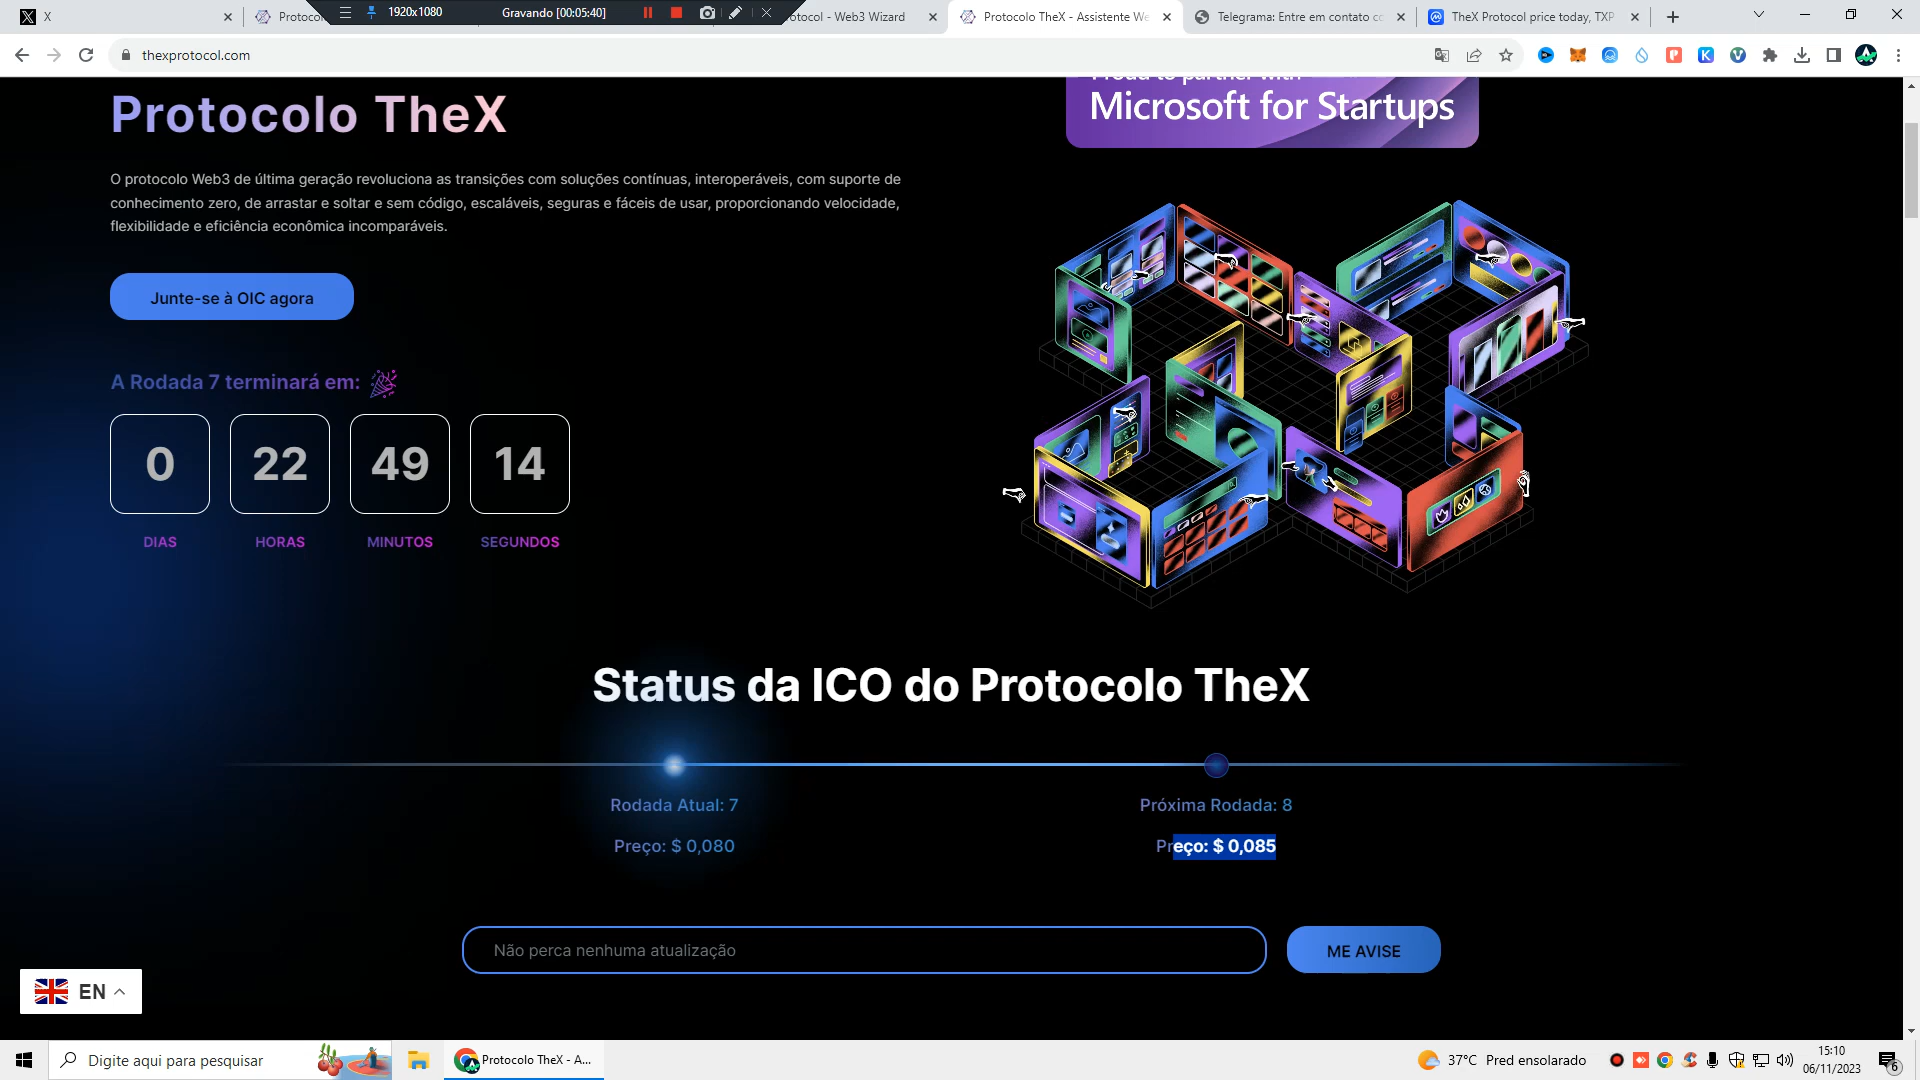 X
Protoco
1920x1080
Gravando [00:05:40]
otocol - Web3 Wizard
Protocolo TheX - Assistente We
Telegrama: Entre em contato co
TheX Protocol price today, TXP
thexprotocol.com
Proud to partner with
Microsoft for Startups
Protocolo TheX
O protocolo Web3 de última geração revoluciona as transições com soluções contínuas, interoperáveis, com suporte de
conhecimento zero, de arrastar e soltar e sem código, escaláveis, seguras e fáceis de usar, proporcionando velocidade,
flexibilidade e eficiência econômica incomparáveis.
Junte-se à OIC agora
A Rodada 7 terminará em:
0 22 49 14
DIAS HORAS MINUTOS SEGUNDOS
Status da ICO do Protocolo TheX
Rodada Atual: 7
Próxima Rodada: 8
Preço: $ 0,080
Preço: $ 0,085
Não perca nenhuma atualização
ME AVISE
EN
Digite aqui para pesquisar
Protocolo TheX - A...
37°C Pred ensolarado
15:10
06/11/2023
6